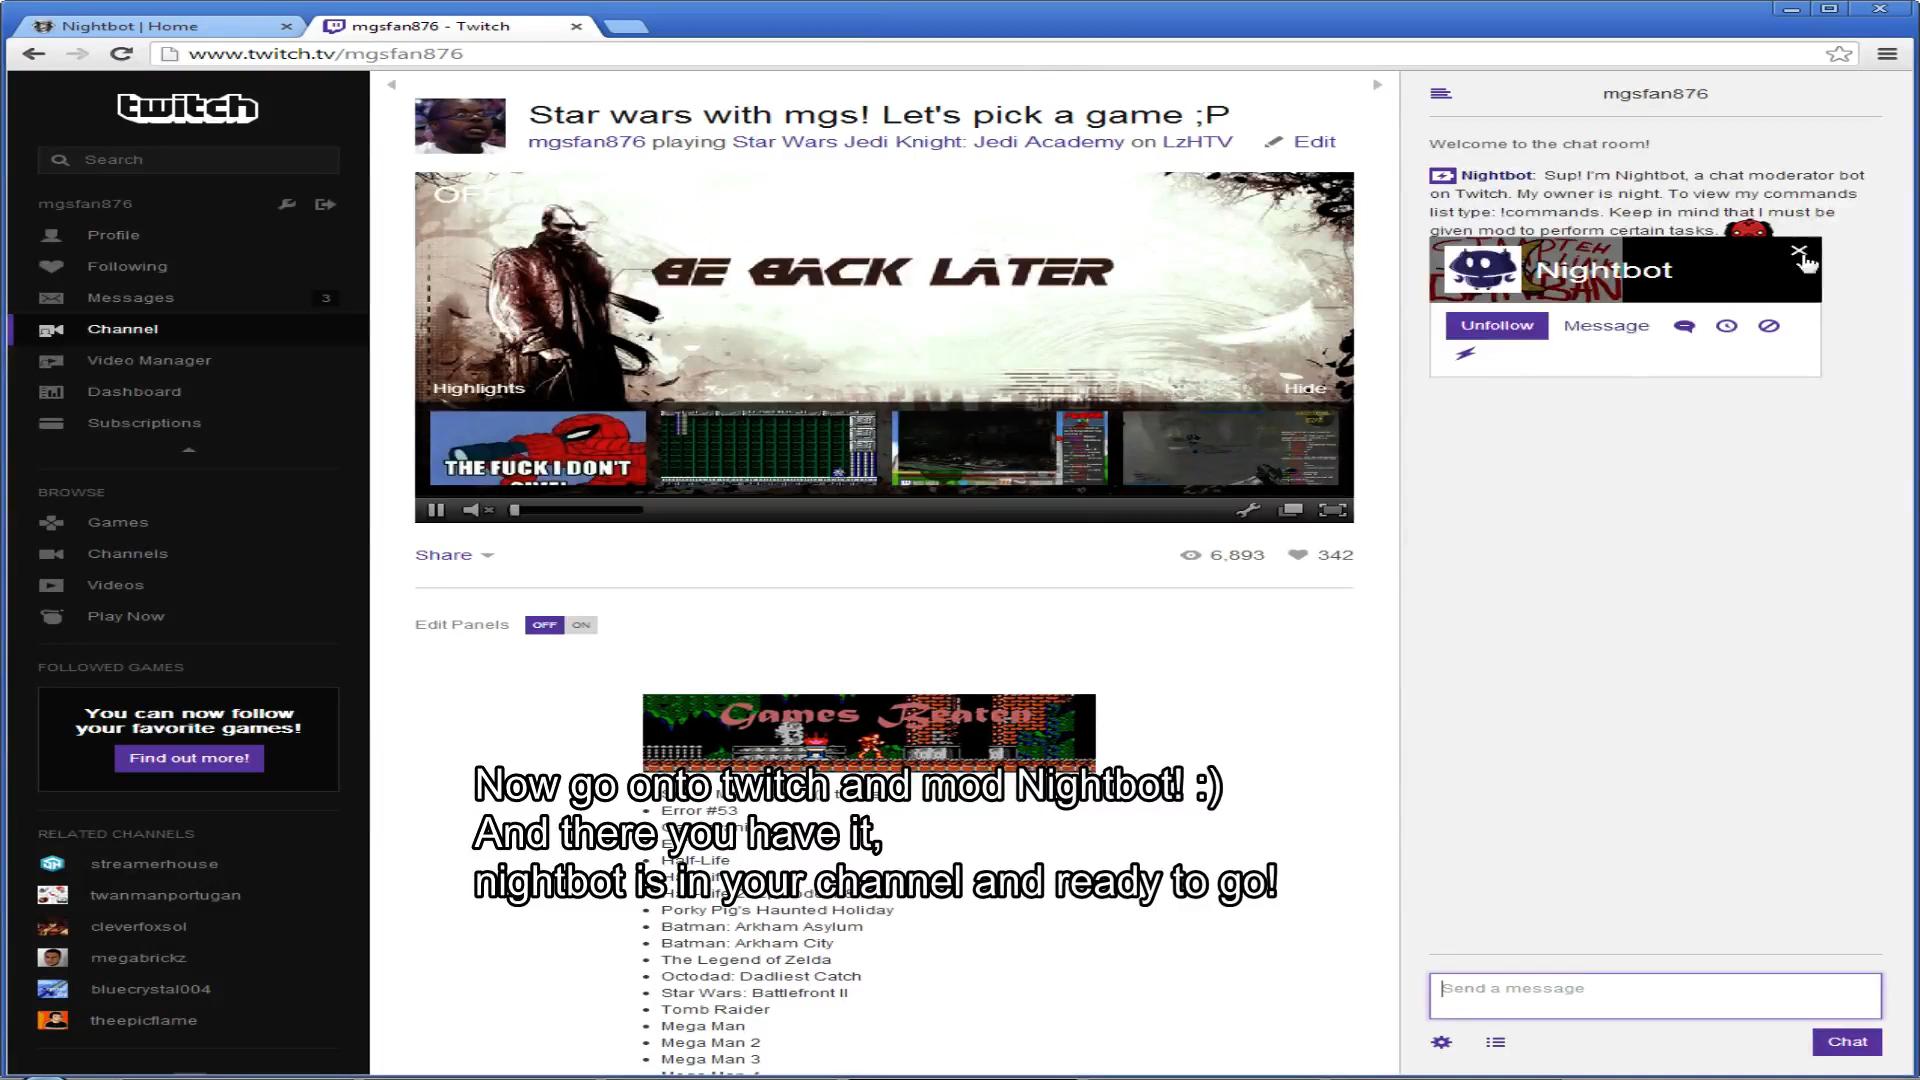 Nightbot | Home
mgsfan876 - Twitch
www.twitch.tv/mgsfan876
twitch
Search
mgsfan876
Profile
Following
Messages 3
Channel
Video Manager
Dashboard
Subscriptions
BROWSE
Games
Channels
Videos
Play Now
FOLLOWED GAMES
You can now follow
your favorite games!
Find out more!
RELATED CHANNELS
streamerhouse
twanmanportugan
cleverfoxsol
megabrickz
bluecrystal004
theepicflame
Star wars with mgs! Let's pick a game ;P
mgsfan876 playing Star Wars Jedi Knight: Jedi Academy on LzHTV Edit
BE BACK LATER
Highlights Hide
THE FUCK I DON'T
Share 6,893 342
Edit Panels OFF ON
Games Beaten
Now go onto twitch and mod Nightbot! :)
Error #53
And there you have it,
Half-Life
nightbot is in your channel and ready to go!
Porky Pig's Haunted Holiday
Batman: Arkham Asylum
Batman: Arkham City
The Legend of Zelda
Octodad: Dadliest Catch
Star Wars: Battlefront II
Tomb Raider
Mega Man
Mega Man 2
Mega Man 3
mgsfan876
Welcome to the chat room!
Nightbot: Sup! I'm Nightbot, a chat moderator bot
on Twitch. My owner is night. To view my commands
list type: !commands. Keep in mind that I must be
given mod to perform certain tasks.
Nightbot
Unfollow Message
Send a message
Chat